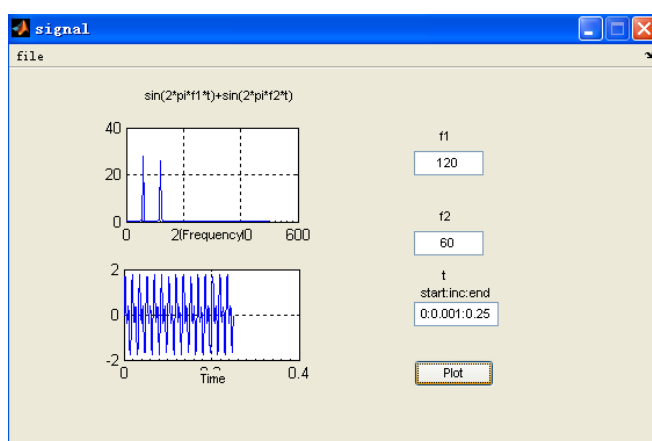 signal
file
sin(2*pi*f1*t)+sin(2*pi*f2*t)
40
20
0
0
600
Frequency
2
0
-2
0
0.4
Time
f1
120
f2
60
t
start:inc:end
0:0.001:0.25
Plot